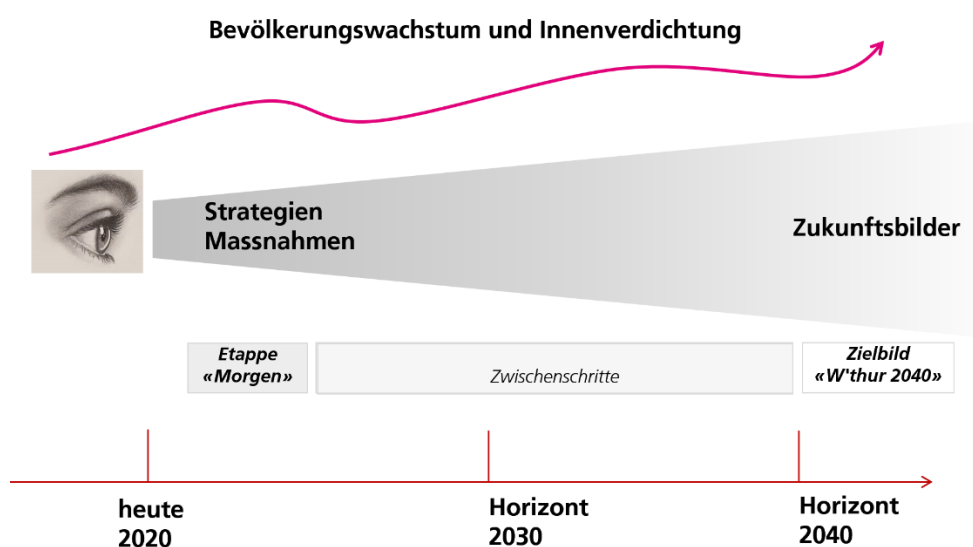 Bevölkerungswachstum und Innenverdichtung
Strategien
Massnahmen
Zukunftsbilder
Etappe
«Morgen»
Zwischenschritte
Zielbild
«W'thur 2040»
heute
2020
Horizont
2030
Horizont
2040